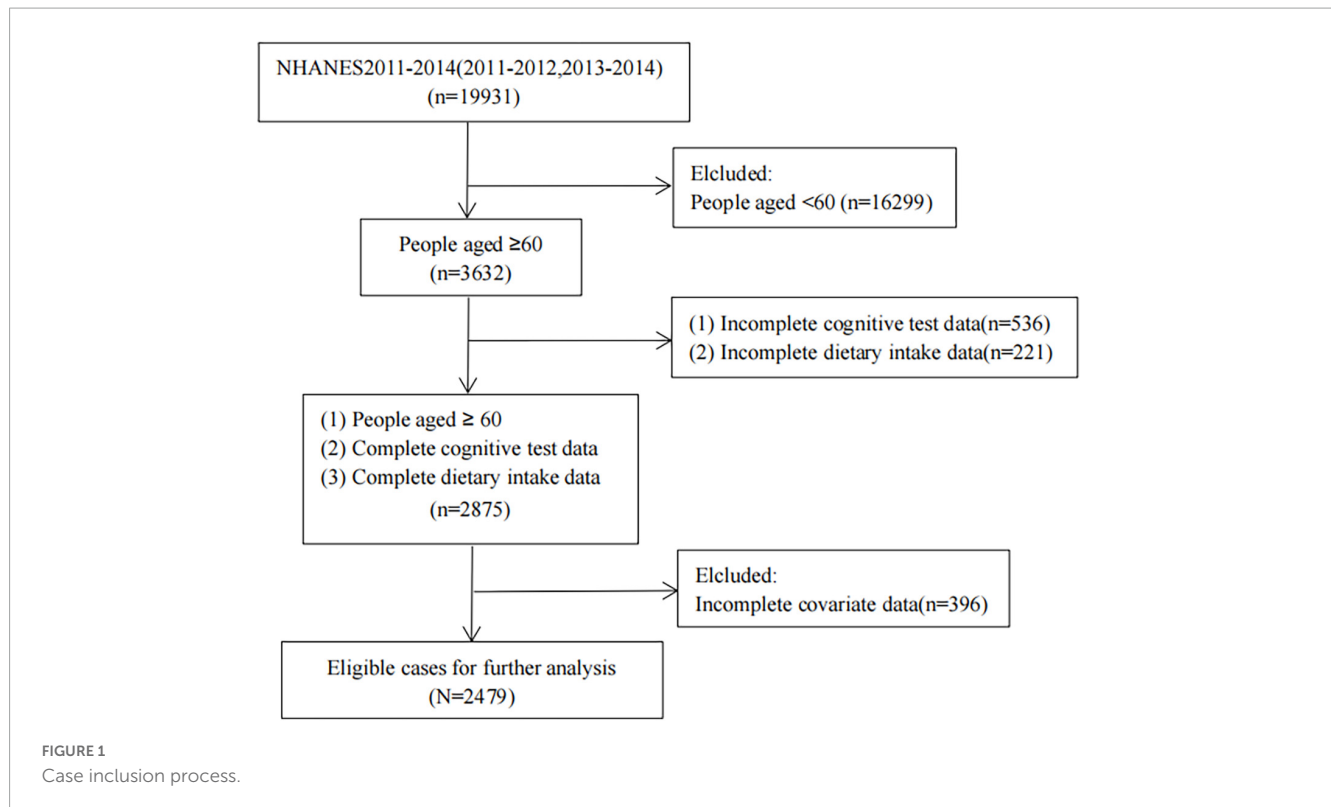 NHANES2011-2014(2011-2012,2013-2014)
(n=19931)
Elcluded:
People aged <60 (n=16299)
People aged ≥60
(n=3632)
(1) Incomplete cognitive test data(n=536)
(2) Incomplete dietary intake data(n=221)
(1) People aged ≥ 60
(2) Complete cognitive test data
(3) Complete dietary intake data
(n=2875)
Elcluded:
Incomplete covariate data(n=396)
Eligible cases for further analysis
(N=2479)
FIGURE 1
Case inclusion process.